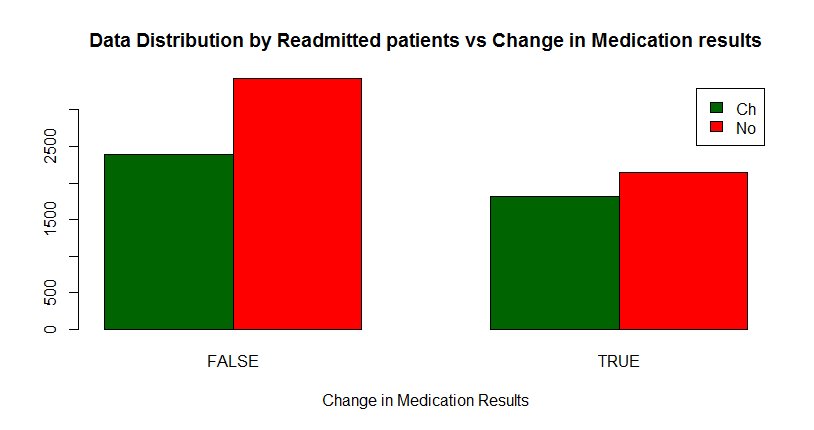 Data Distribution by Readmitted patients vs Change in Medication results
Ch
No
2500
1500
500
0
FALSE
TRUE
Change in Medication Results